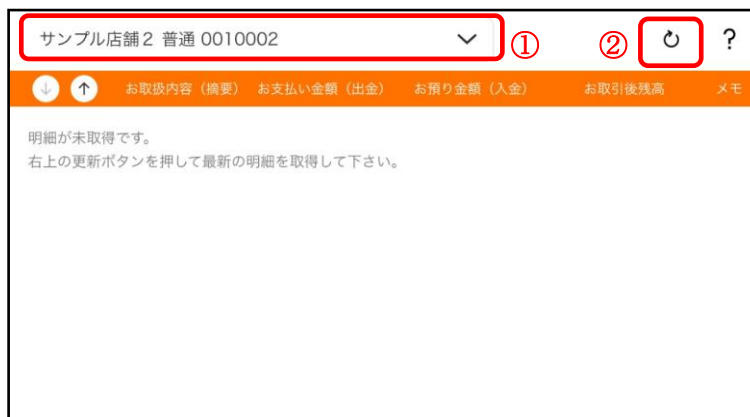 サンプル店舗2 普通 0010002
①
②
?
お取扱内容（摘要） お支払い金額（出金） お預り金額（入金） お取引後残高 メモ
明細が未取得です。
右上の更新ボタンを押して最新の明細を取得して下さい。